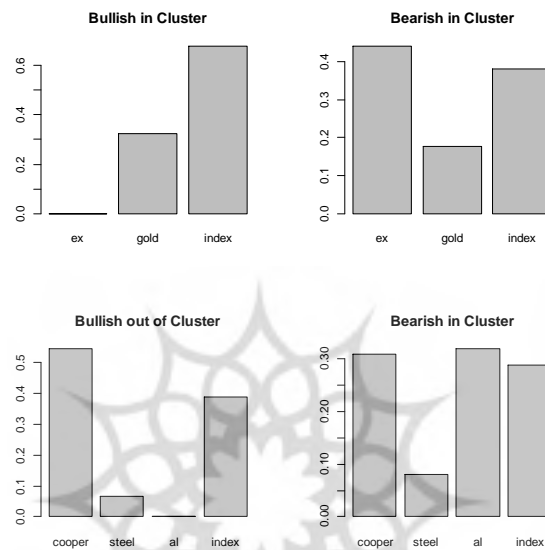 Bullish in Cluster
0.0 0.2 0.4 0.6
ex gold index
Bearish in Cluster
0.0 0.1 0.2 0.3 0.4
ex gold index
Bullish out of Cluster
0.0 0.1 0.2 0.3 0.4 0.5
cooper steel al index
Bearish in Cluster
0.00 0.10 0.20 0.30
cooper steel al index